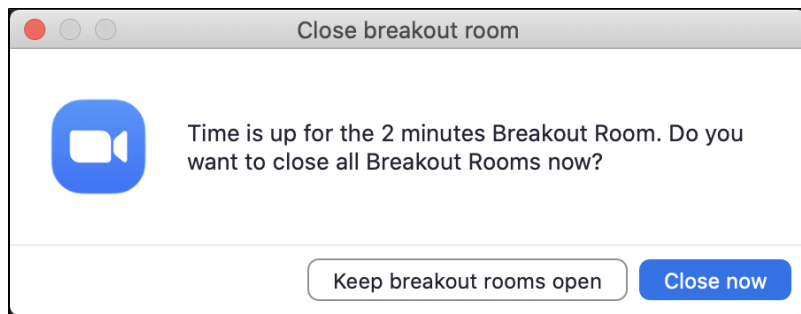 Close breakout room
Time is up for the 2 minutes Breakout Room. Do you
want to close all Breakout Rooms now?
Keep breakout rooms open
Close now